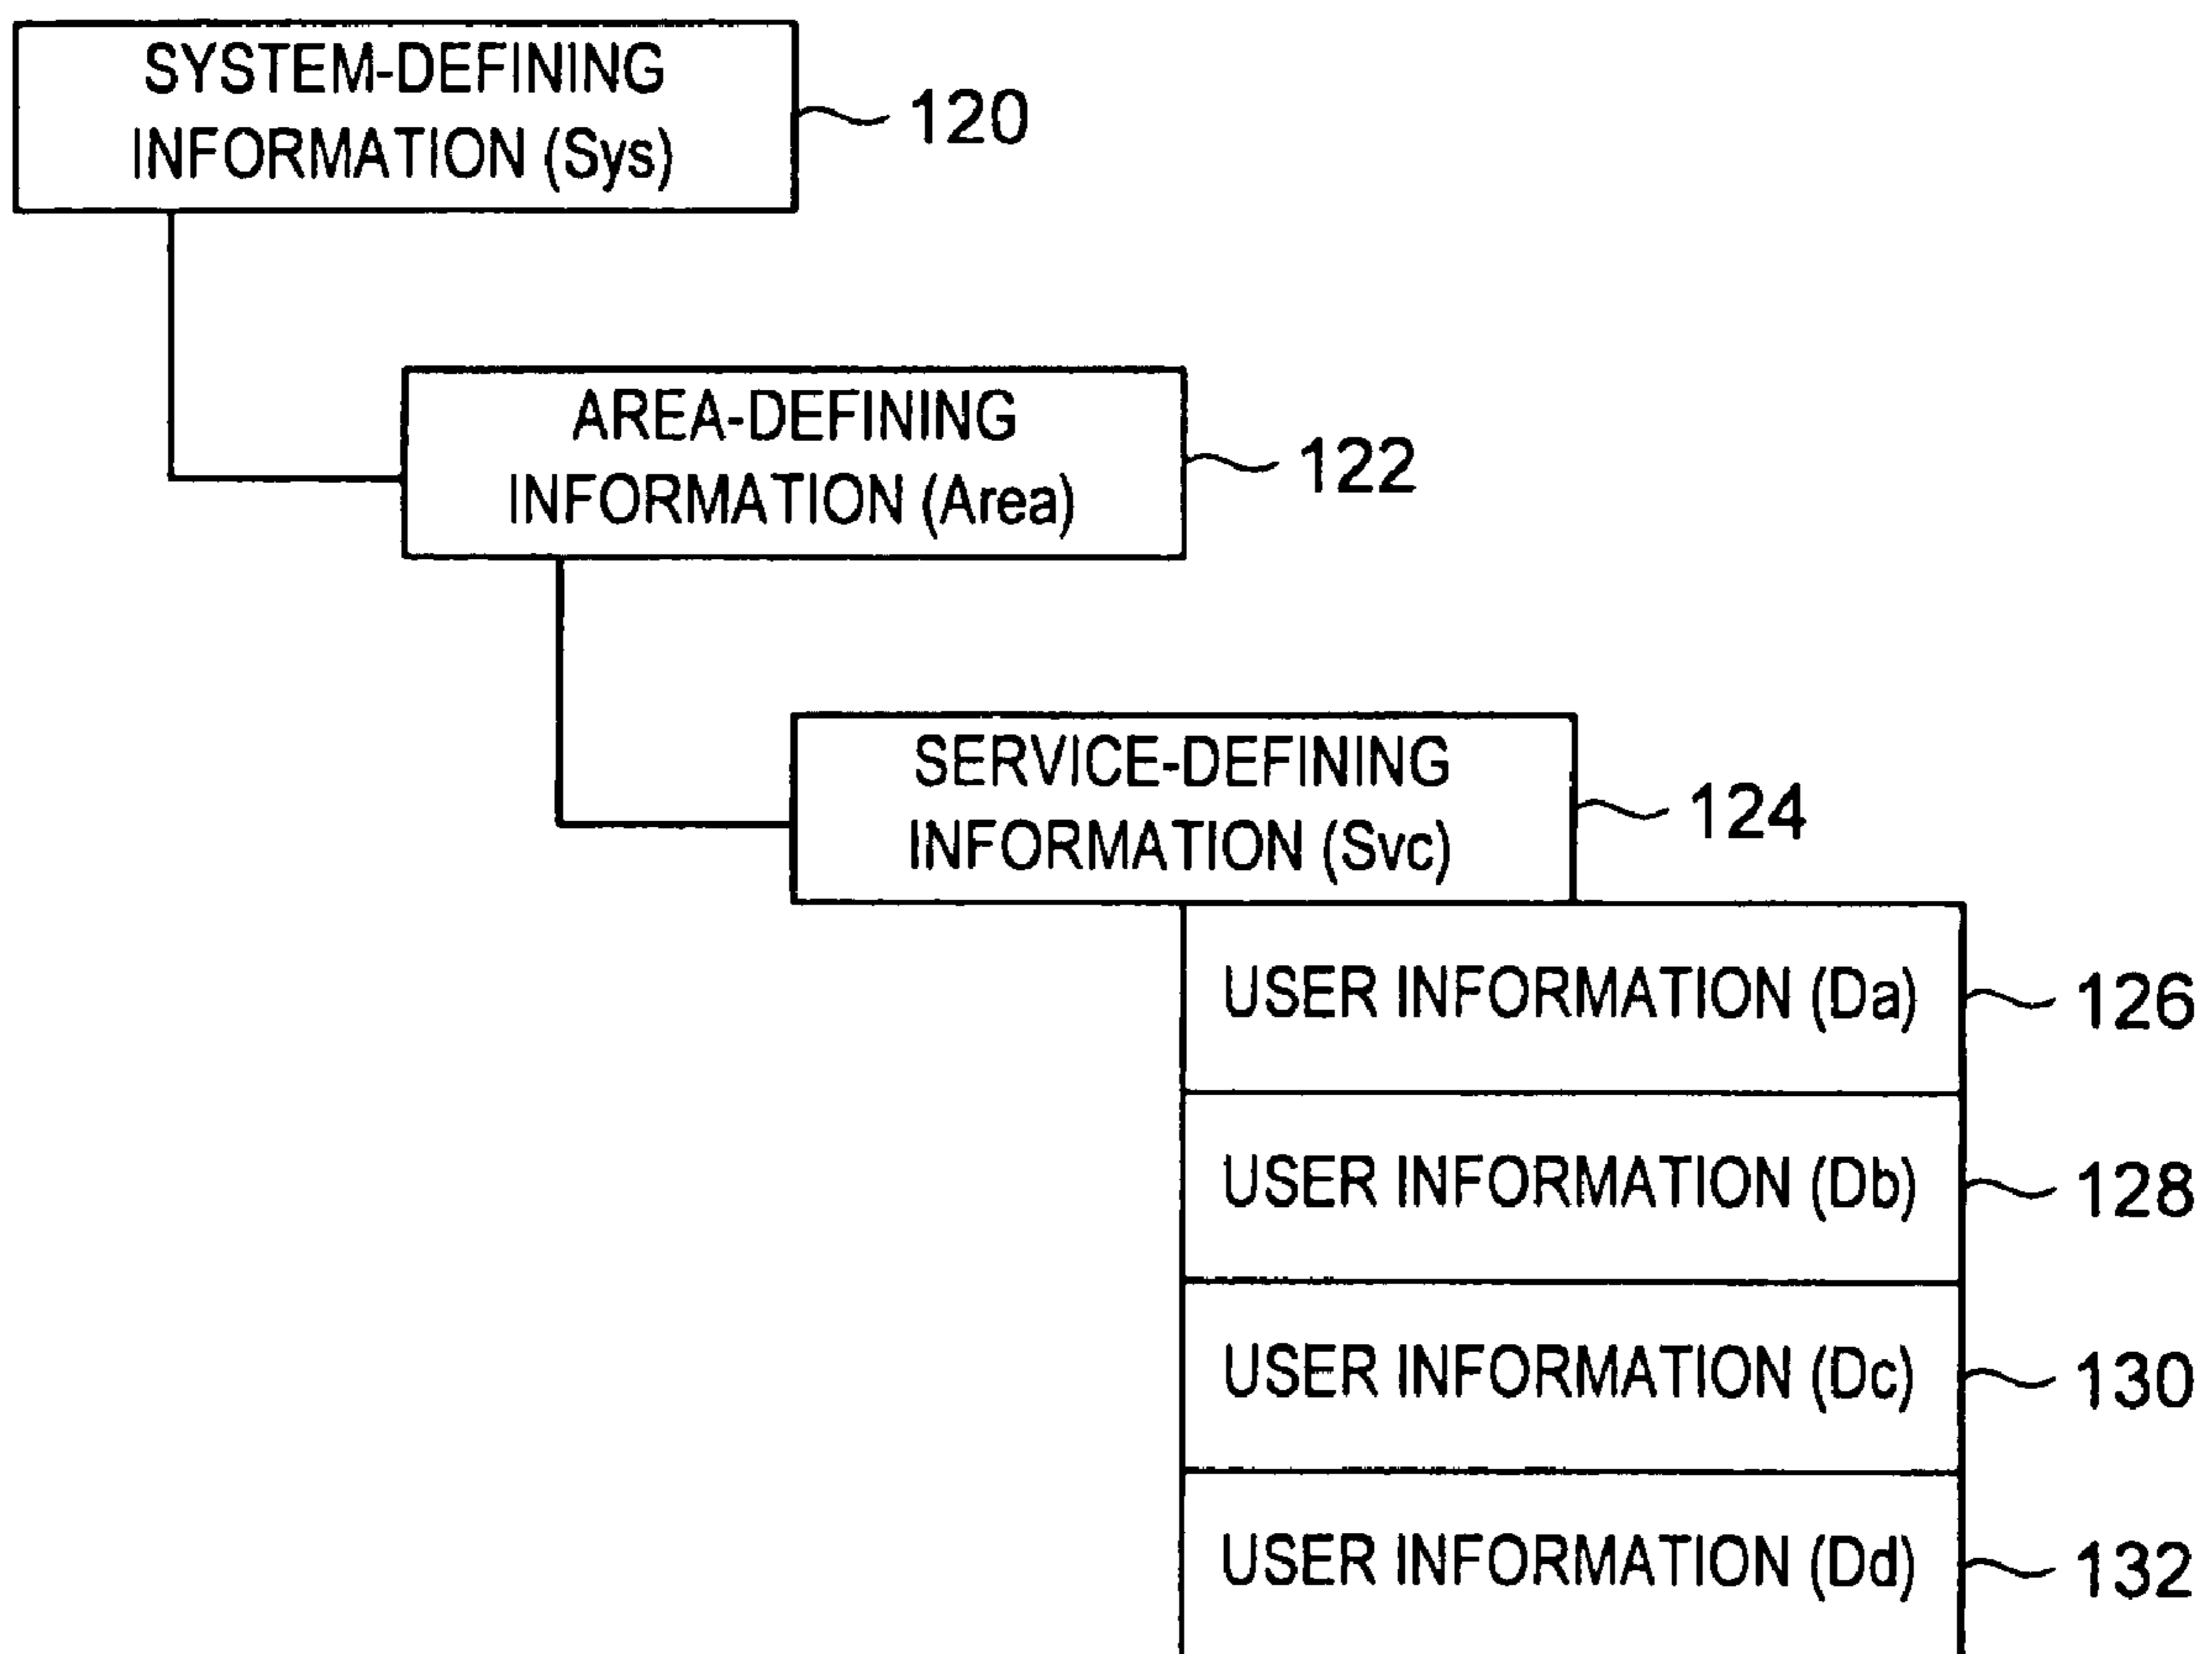 SYSTEM-DEFINING
INFORMATION (Sys)
120
AREA-DEFINING
INFORMATION (Area)
122
SERVICE-DEFINING
INFORMATION (Svc)
124
USER INFORMATION (Da)
126
USER INFORMATION (Db)
128
USER INFORMATION (Dc)
130
USER INFORMATION (Dd)
132